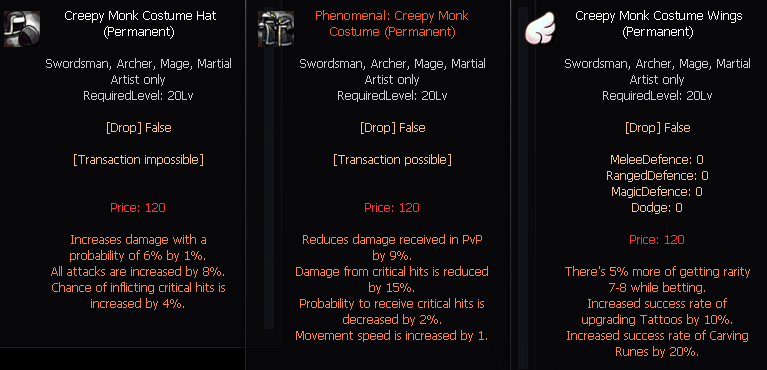 Creepy Monk Costume Hat
(Permanent)
Swordsman, Archer, Mage, Martial
Artist only
RequiredLevel: 20Lv
[Drop] False
[Transaction impossible]
Price: 120
Increases damage with a
probability of 6% by 1%.
All attacks are increased by 8%.
Chance of inflicting critical hits is
increased by 4%.
Phenomenal: Creepy Monk
Costume (Permanent)
Swordsman, Archer, Mage, Martial
Artist only
RequiredLevel: 20Lv
[Drop] False
[Transaction possible]
Price: 120
Reduces damage received in PvP
by 9%.
Damage from critical hits is reduced
by 15%.
Probability to receive critical hits is
decreased by 2%.
Movement speed is increased by 1.
Creepy Monk Costume Wings
(Permanent)
Swordsman, Archer, Mage, Martial
Artist only
RequiredLevel: 20Lv
[Drop] False
MeleeDefence: 0
RangedDefence: 0
MagicDefence: 0
Dodge: 0
Price: 120
There's 5% more of getting rarity
7-8 while betting.
Increased success rate of
upgrading Tattoos by 10%.
Increased success rate of Carving
Runes by 20%.